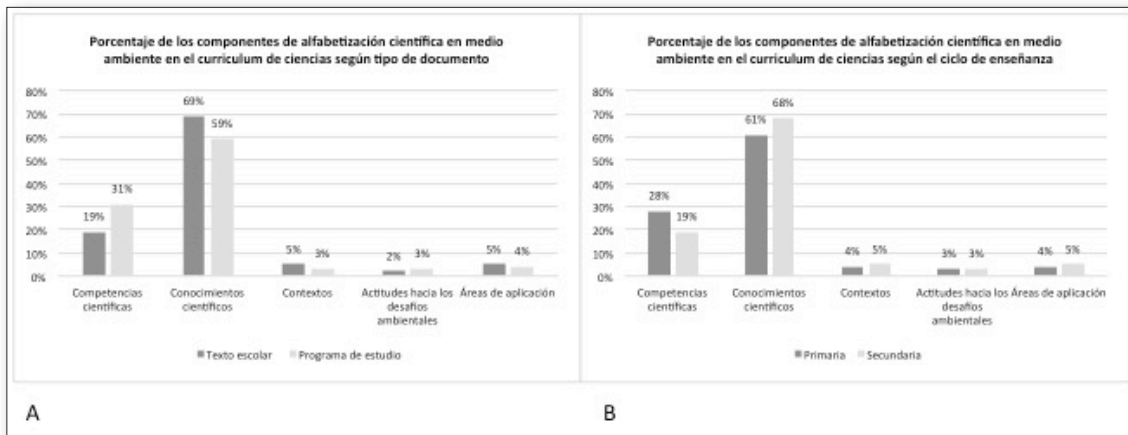 Porcentaje de los componentes de alfabetización científica en medio
ambiente en el curriculum de ciencias según tipo de documento
80%
70%
60%
50%
40%
30%
20%
10%
0%
19%
31%
69%
59%
5%
3%
2%
3%
5%
4%
Competencias
científicas
Conocimientos
científicos
Contextos
Actitudes hacia los
desafíos
ambientales
Áreas de aplicación
Texto escolar
Programa de estudio
A
Porcentaje de los componentes de alfabetización científica en medio
ambiente en el curriculum de ciencias según el ciclo de enseñanza
80%
70%
60%
50%
40%
30%
20%
10%
0%
28%
19%
61%
68%
4%
5%
3%
3%
4%
5%
Competencias
científicas
Conocimientos
científicos
Contextos
Actitudes hacia los
desafíos
ambientales
Áreas de aplicación
Primaria
Secundaria
B